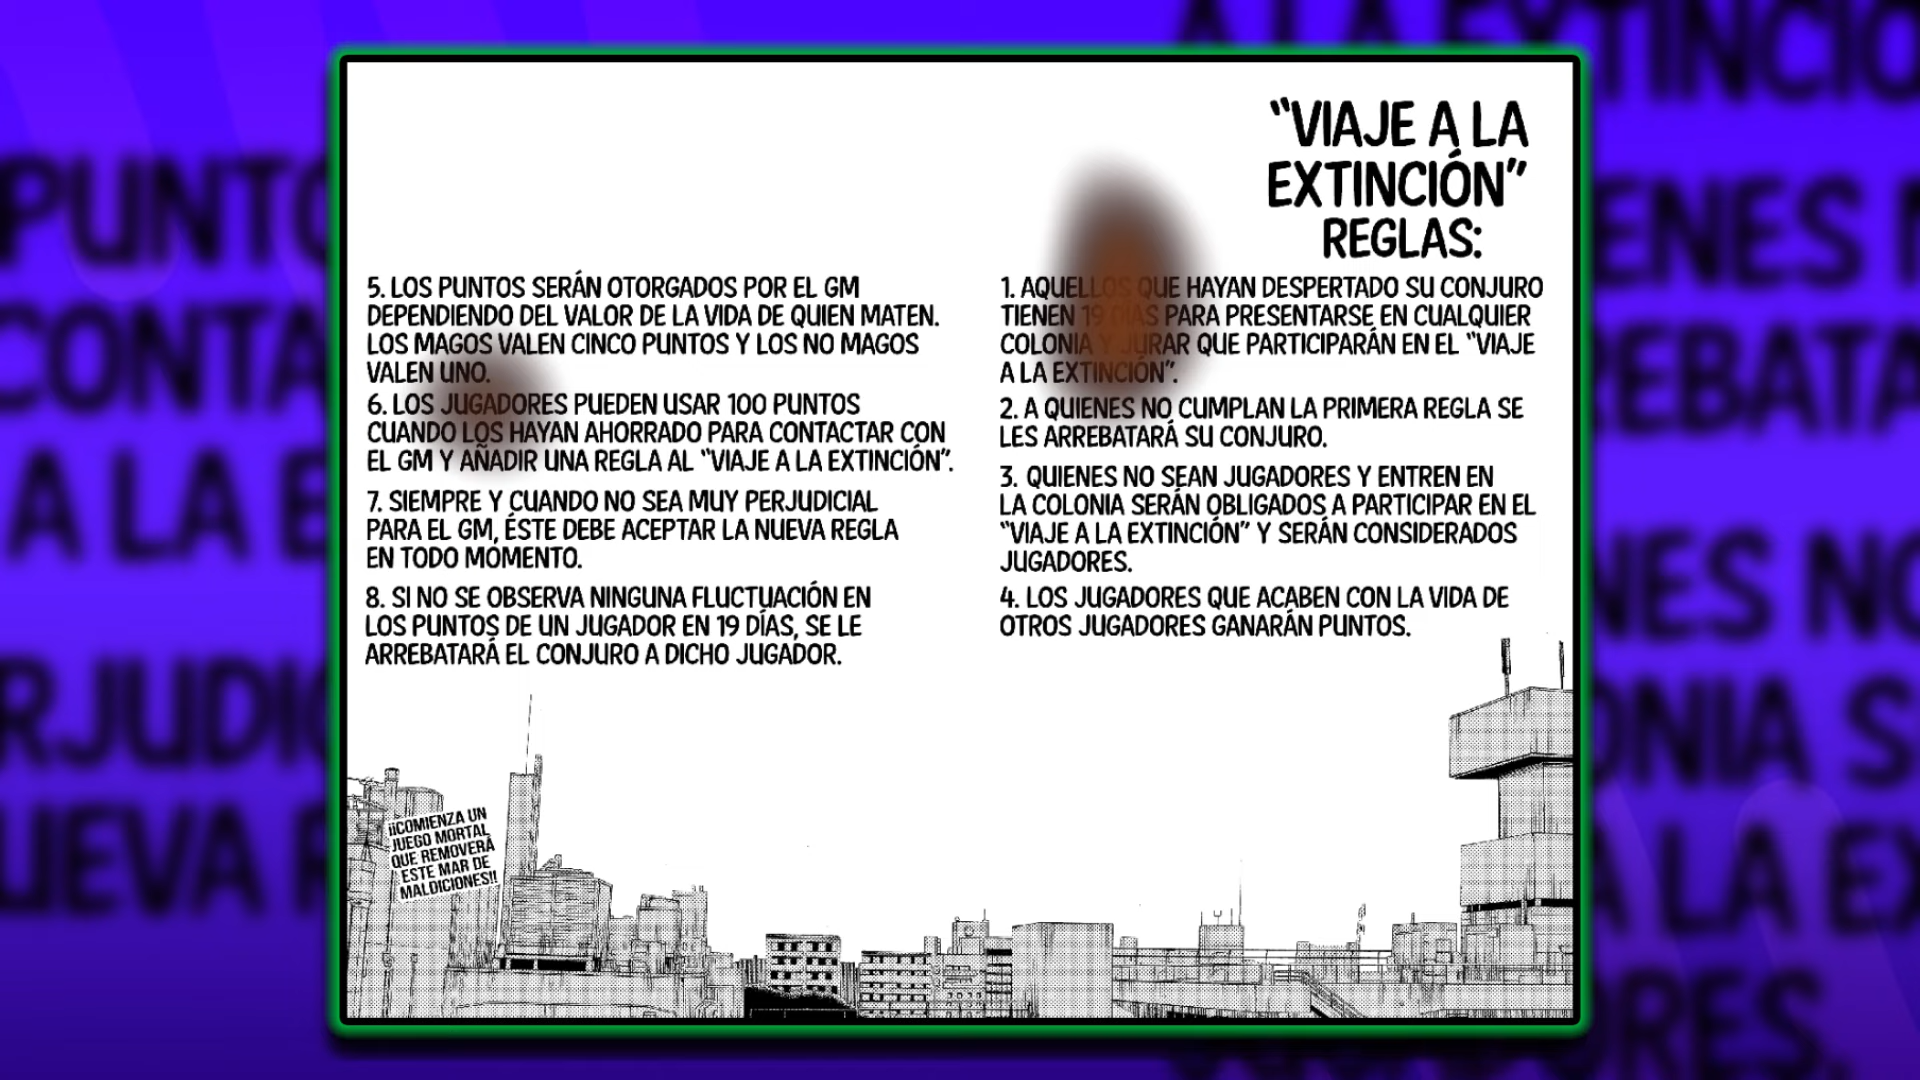 “VIAJE A LA
EXTINCIÓN”
REGLAS:
1. AQUELLOS QUE HAYAN DESPERTADO SU CONJURO
TIENEN 19 DÍAS PARA PRESENTARSE EN CUALQUIER
COLONIA Y JURAR QUE PARTICIPARÁN EN EL “VIAJE
A LA EXTINCIÓN”.
2. A QUIENES NO CUMPLAN LA PRIMERA REGLA SE
LES ARREBATARÁ SU CONJURO.
3. QUIENES NO SEAN JUGADORES Y ENTREN EN
LA COLONIA SERÁN OBLIGADOS A PARTICIPAR EN EL
“VIAJE A LA EXTINCIÓN” Y SERÁN CONSIDERADOS
JUGADORES.
4. LOS JUGADORES QUE ACABEN CON LA VIDA DE
OTROS JUGADORES GANARÁN PUNTOS.
5. LOS PUNTOS SERÁN OTORGADOS POR EL GM
DEPENDIENDO DEL VALOR DE LA VIDA DE QUIEN MATEN.
LOS MAGOS VALEN CINCO PUNTOS Y LOS NO MAGOS
VALEN UNO.
6. LOS JUGADORES PUEDEN USAR 100 PUNTOS
CUANDO LOS HAYAN AHORRADO PARA CONTACTAR CON
EL GM Y AÑADIR UNA REGLA AL “VIAJE A LA EXTINCIÓN”.
7. SIEMPRE Y CUANDO NO SEA MUY PERJUDICIAL
PARA EL GM, ÉSTE DEBE ACEPTAR LA NUEVA REGLA
EN TODO MOMENTO.
8. SI NO SE OBSERVA NINGUNA FLUCTUACIÓN EN
LOS PUNTOS DE UN JUGADOR EN 19 DÍAS, SE LE
ARREBATARÁ EL CONJURO A DICHO JUGADOR.
¡¡COMIENZA UN
JUEGO MORTAL
QUE REMOVERÁ
ESTE MAR DE
MALDICIONES!!